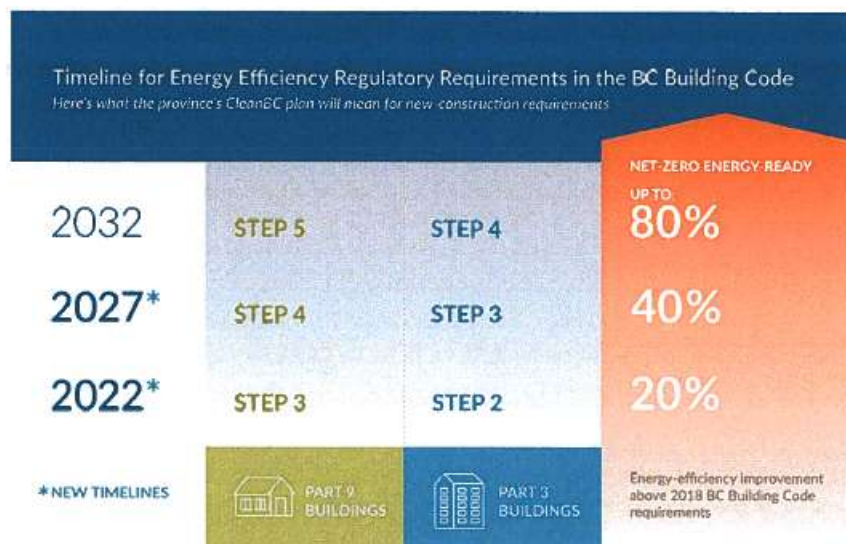 Timeline for Energy Efficiency Regulatory Requirements in the BC Building Code
Here's what the province's CleanBC plan will mean for new-construction requirements
NET-ZERO ENERGY-READY
2032
STEP 5
STEP 4
UP TO
80%
2027*
STEP 4
STEP 3
40%
2022*
STEP 3
STEP 2
20%
*NEW TIMELINES
PART 9
BUILDINGS
PART 3
BUILDINGS
Energy-efficiency improvement
above 2018 BC Building Code
requirements